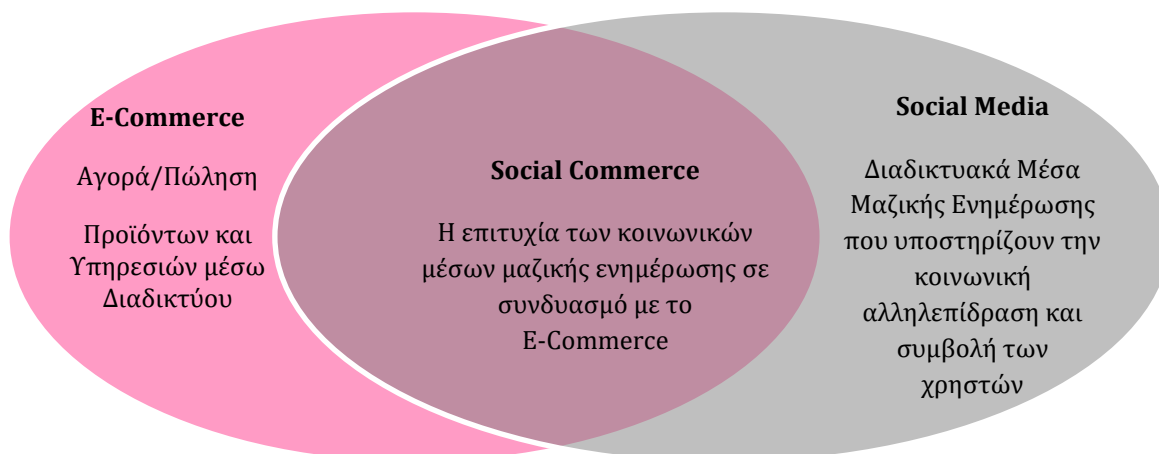 E-Commerce
Αγορά/Πώληση
Προϊόντων και
Υπηρεσιών μέσω
Διαδικτύου
Social Commerce
Η επιτυχία των κοινωνικών
μέσων μαζικής ενημέρωσης σε
συνδυασμό με το
E-Commerce
Social Media
Διαδικτυακά Μέσα
Μαζικής Ενημέρωσης
που υποστηρίζουν την
κοινωνική
αλληλεπίδραση και
συμβολή των
χρηστών